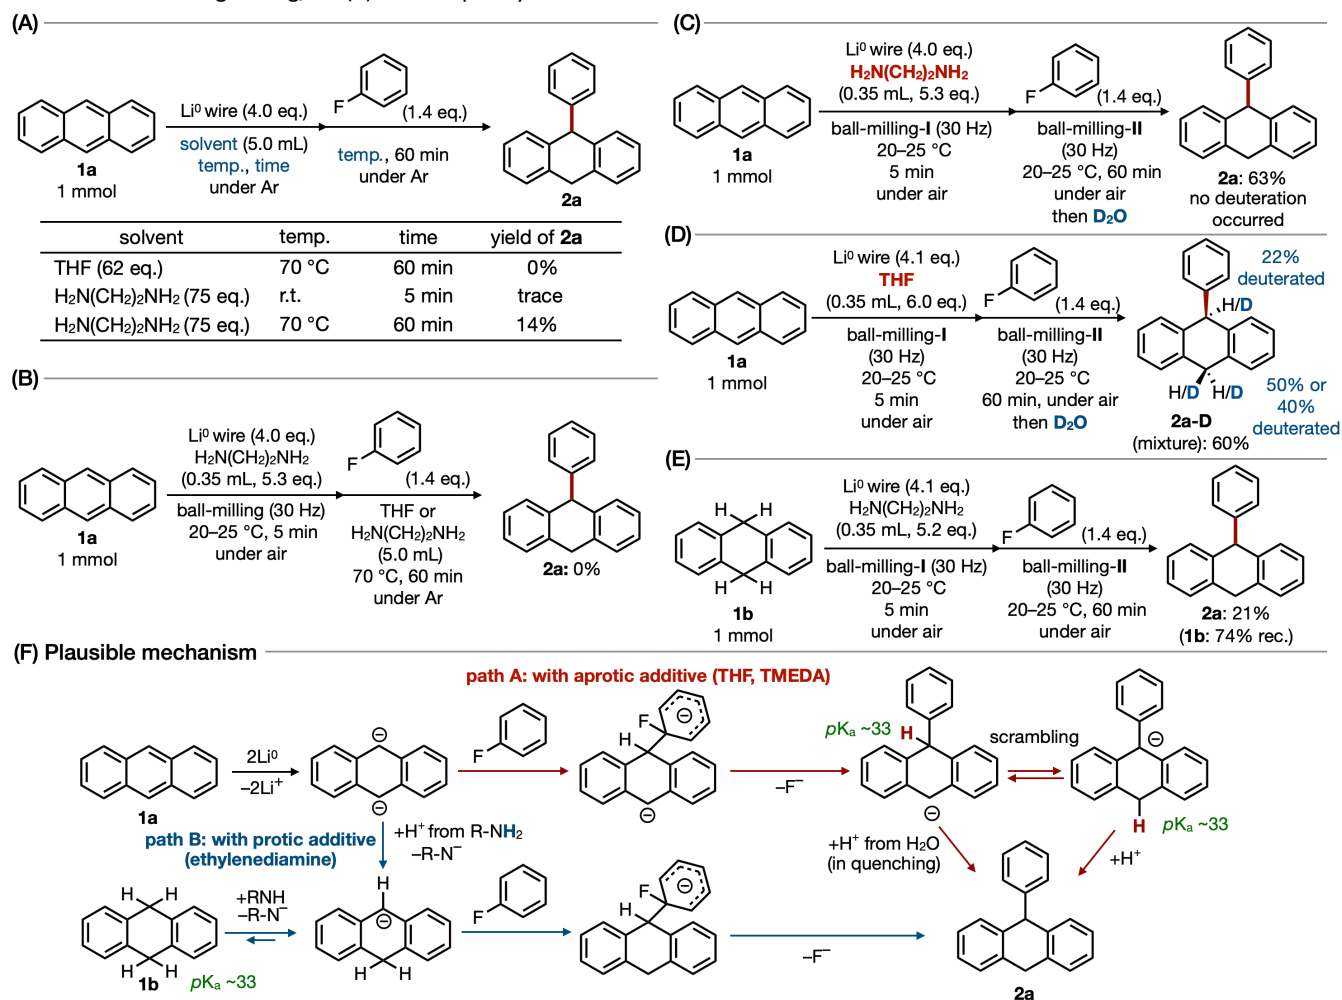 (A)
F
Li⁰ wire (4.0 eq.)
(1.4 eq.)
solvent (5.0 mL)
temp., time
under Ar
temp., 60 min
under Ar
1a
1 mmol
2a
solvent temp. time yield of 2a
THF (62 eq.) 70 °C 60 min 0%
H₂N(CH₂)₂NH₂ (75 eq.) r.t. 5 min trace
H₂N(CH₂)₂NH₂ (75 eq.) 70 °C 60 min 14%
(B)
Li⁰ wire (4.0 eq.)
H₂N(CH₂)₂NH₂
(0.35 mL, 5.3 eq.)
F
(1.4 eq.)
ball-milling (30 Hz)
20–25 °C, 5 min
under air
THF or
H₂N(CH₂)₂NH₂
(5.0 mL)
70 °C, 60 min
under Ar
1a
1 mmol
2a: 0%
(C)
Li⁰ wire (4.0 eq.)
H₂N(CH₂)₂NH₂
(0.35 mL, 5.3 eq.)
F
(1.4 eq.)
ball-milling-I (30 Hz)
20–25 °C
5 min
under air
ball-milling-II
(30 Hz)
20–25 °C, 60 min
under air
then D₂O
1a
1 mmol
2a: 63%
no deuteration
occurred
(D)
Li⁰ wire (4.1 eq.)
THF
(0.35 mL, 6.0 eq.)
F
(1.4 eq.)
ball-milling-I
(30 Hz)
20–25 °C
5 min
under air
ball-milling-II
(30 Hz)
20–25 °C
60 min, under air
then D₂O
1a
1 mmol
22%
deuterated
H/D
H/D H/D
50% or
40%
deuterated
2a-D
(mixture): 60%
(E)
Li⁰ wire (4.1 eq.)
H₂N(CH₂)₂NH₂
(0.35 mL, 5.2 eq.)
F
(1.4 eq.)
H H
H H
ball-milling-I (30 Hz)
20–25 °C
5 min
under air
ball-milling-II
(30 Hz)
20–25 °C, 60 min
under air
1b
1 mmol
2a: 21%
(1b: 74% rec.)
(F) Plausible mechanism
path A: with aprotic additive (THF, TMEDA)
1a
2Li⁰
–2Li⁺
⊖
⊖
F
F
H
⊖
⊖
–F⁻
pKₐ ~33
H
⊖
scrambling
⊖
H
pKₐ ~33
path B: with protic additive
(ethylenediamine)
+H⁺ from R-NH₂
–R-N⁻
+H⁺ from H₂O
(in quenching)
+H⁺
H H
H H
1b
pKₐ ~33
+RNH
–R-N⁻
H
⊖
H H
F
F
H
⊖
–F⁻
2a